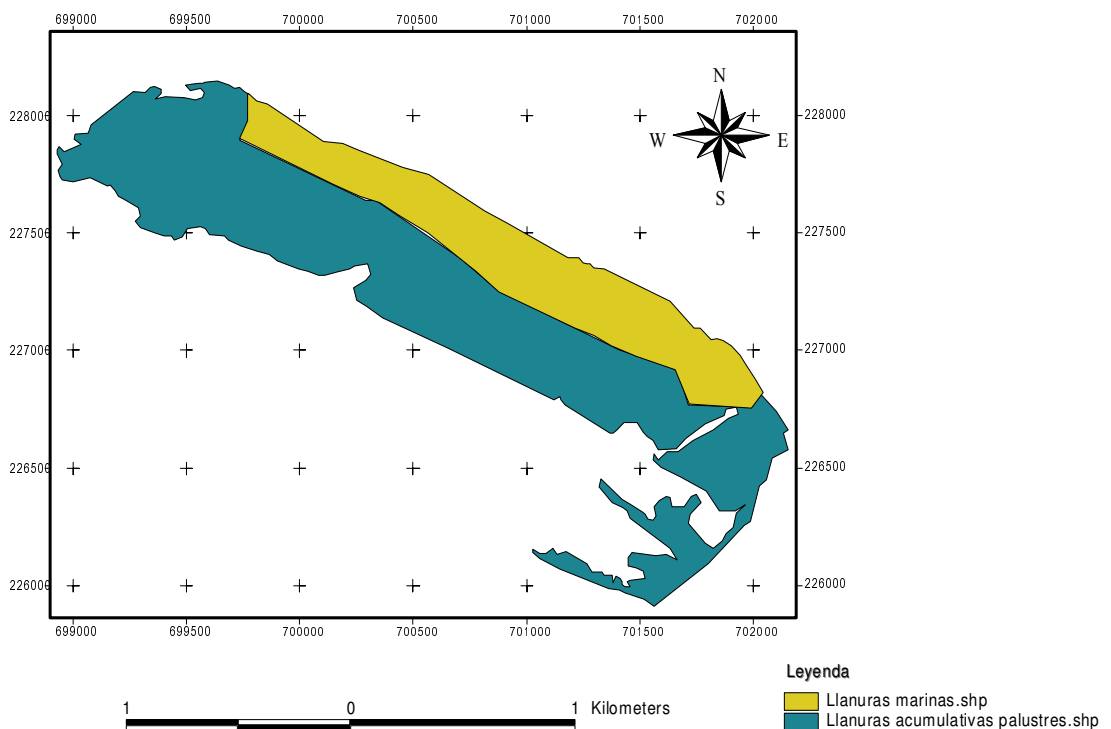 699000 699500 700000 700500 701000 701500 702000
N
W E
S
228000 228000
227500 227500
227000 227000
226500 226500
226000 226000
699000 699500 700000 700500 701000 701500 702000
Leyenda
1 0 1 Kilometers
Llanuras marinas.shp
Llanuras acumulativas palustres.shp